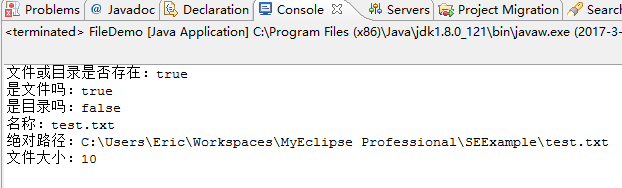 Problems @ Javadoc Declaration Console Servers Project Migration Sear
<terminated> FileDemo [Java Application] C:\Program Files (x86)\Java\jdk1.8.0_121\bin\javaw.exe (2017-3-
文件或目录是否存在：true
是文件吗：true
是目录吗：false
名称：test.txt
绝对路径：C:\Users\Eric\Workspaces\MyEclipse Professional\SEExample\test.txt
文件大小：10